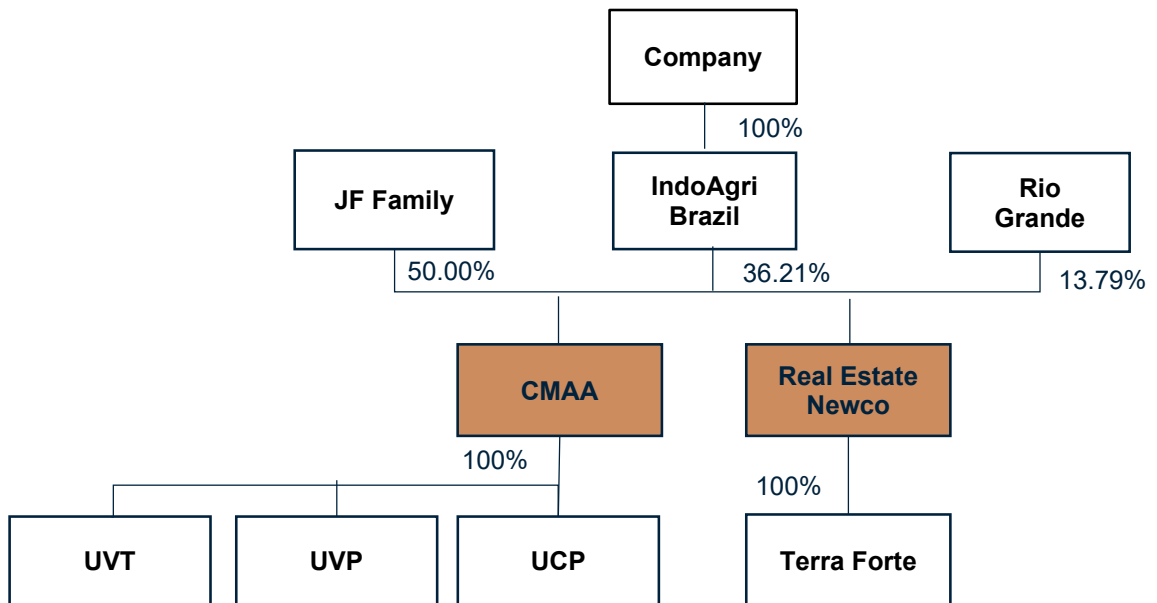 Company
100%
JF Family
IndoAgri
Brazil
Rio
Grande
50.00%
36.21%
13.79%
CMAA
Real Estate
Newco
100%
100%
UVT
UVP
UCP
Terra Forte